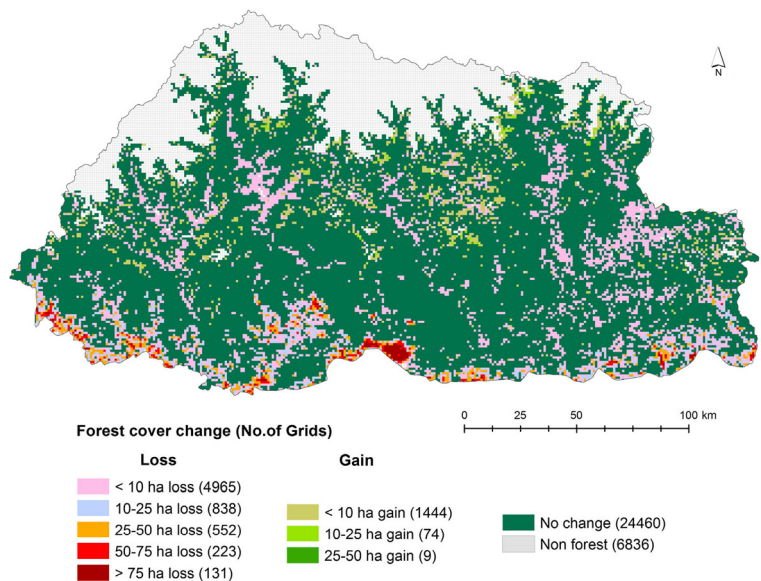 N
0 25 50 100 km
Forest cover change (No.of Grids)
Loss
< 10 ha loss (4965)
10-25 ha loss (838)
25-50 ha loss (552)
50-75 ha loss (223)
> 75 ha loss (131)
Gain
< 10 ha gain (1444)
10-25 ha gain (74)
25-50 ha gain (9)
No change (24460)
Non forest (6836)